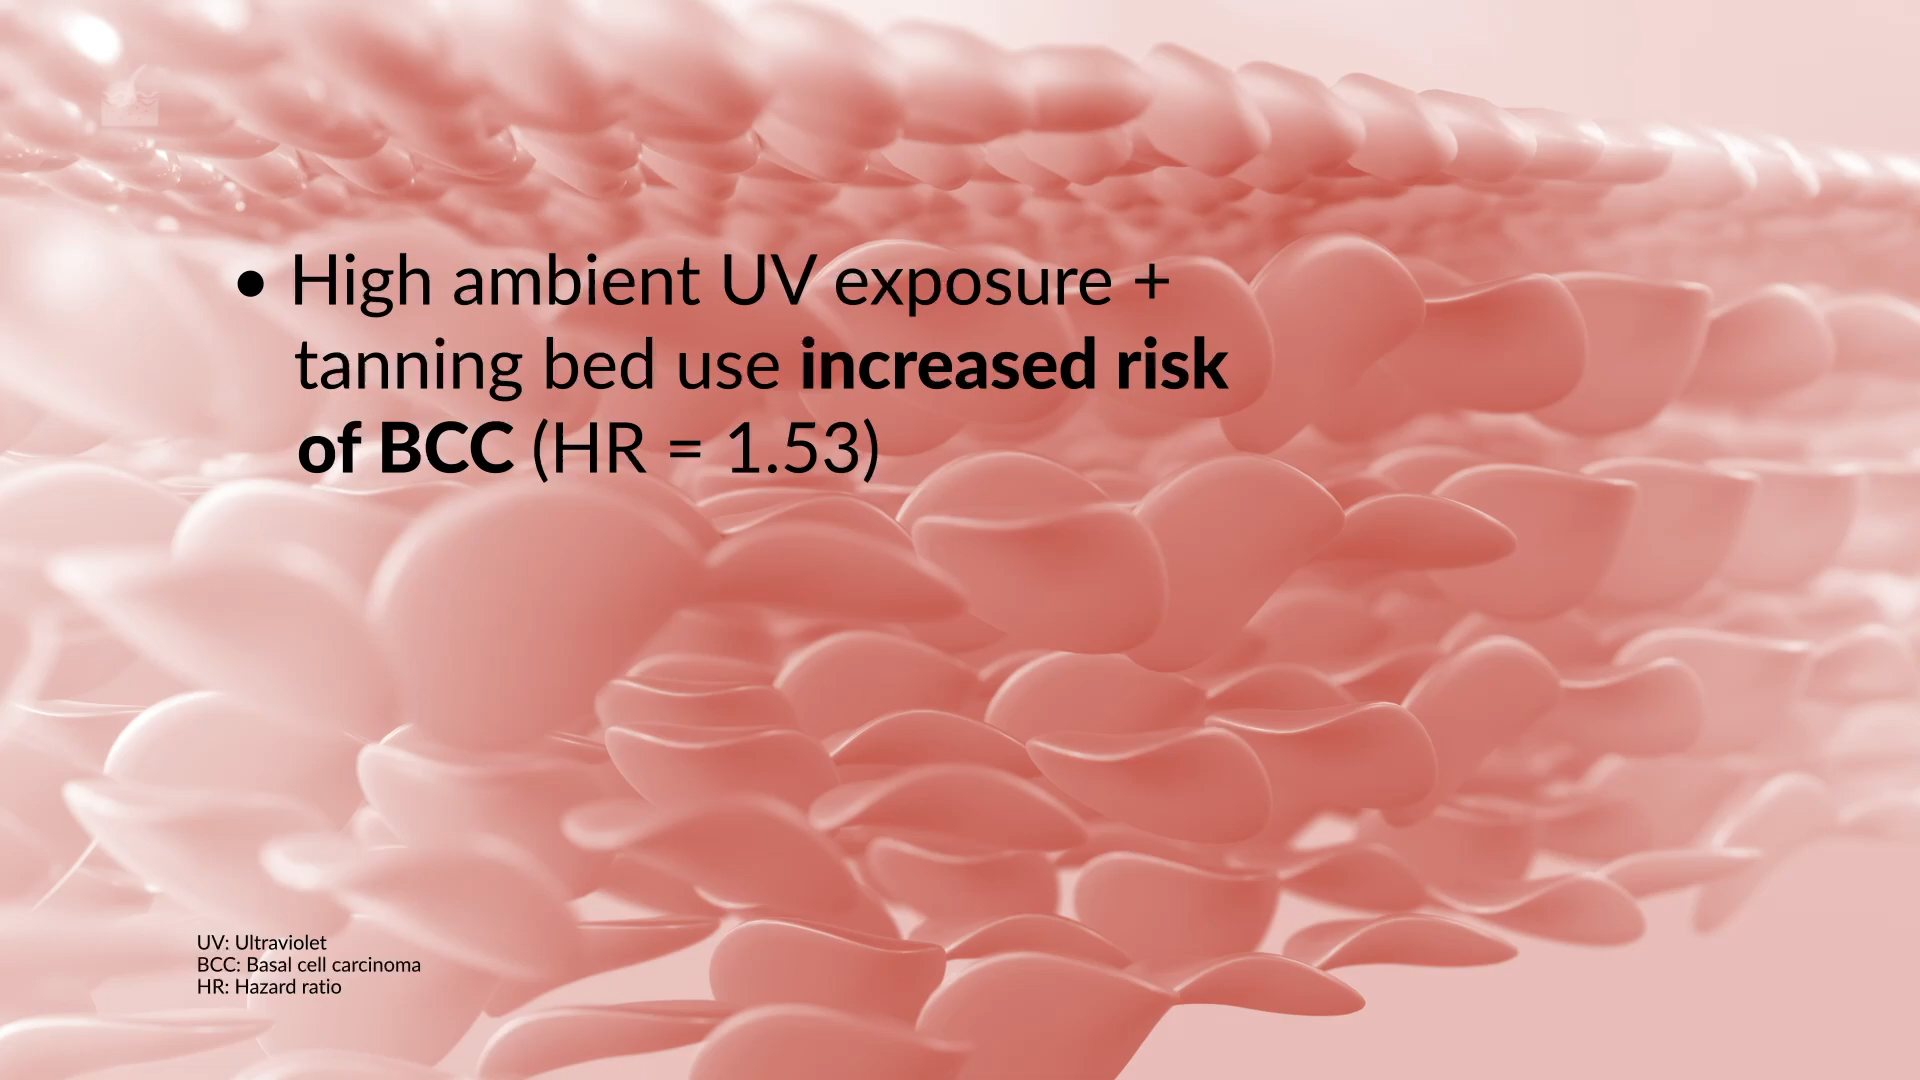 • High ambient UV exposure +
tanning bed use increased risk
of BCC (HR = 1.53)
UV: Ultraviolet
BCC: Basal cell carcinoma
HR: Hazard ratio